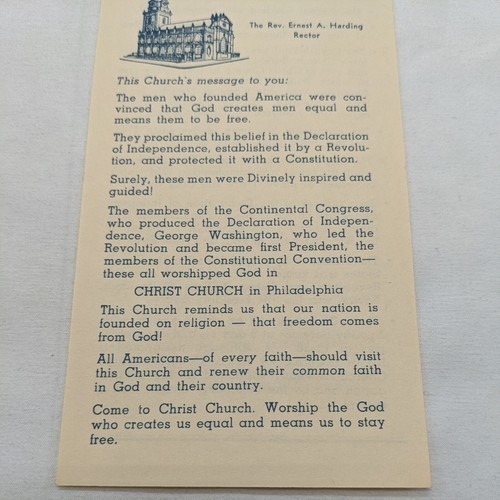 The Rev. Ernest A. Harding
Rector
This Church's message to you:
The men who founded America were con-
vinced that God creates men equal and
means them to be free.
They proclaimed this belief in the Declaration
of Independence, established it by a Revolu-
tion, and protected it with a Constitution.
Surely, these men were Divinely inspired and
guided!
The members of the Continental Congress,
who produced the Declaration of Indepen-
dence, George Washington, who led the
Revolution and became first President, the
members of the Constitutional Convention—
these all worshipped God in
CHRIST CHURCH in Philadelphia
This Church reminds us that our nation is
founded on religion — that freedom comes
from God!
All Americans—of every faith—should visit
this Church and renew their common faith
in God and their country.
Come to Christ Church. Worship the God
who creates us equal and means us to stay
free.